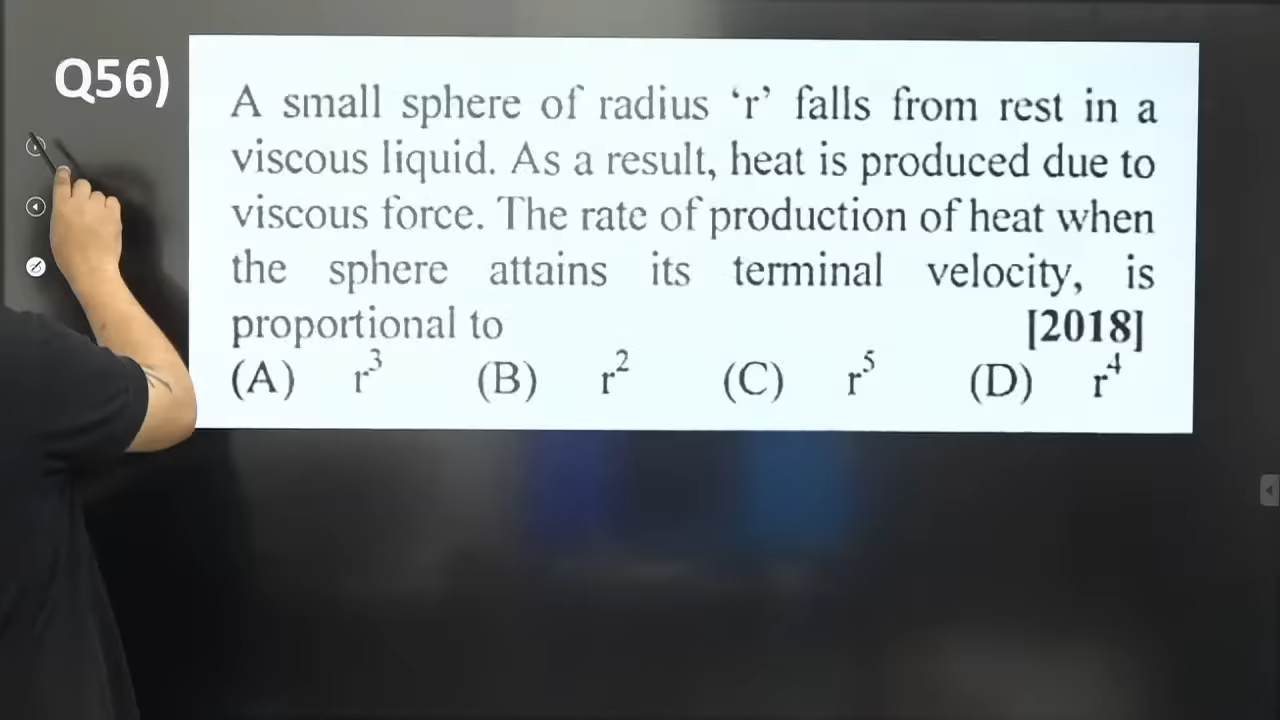 Q56)
A small sphere of radius ‘r’ falls from rest in a
viscous liquid. As a result, heat is produced due to
viscous force. The rate of production of heat when
the sphere attains its terminal velocity, is
proportional to [2018]
(A) r³ (B) r² (C) r⁵ (D) r⁴